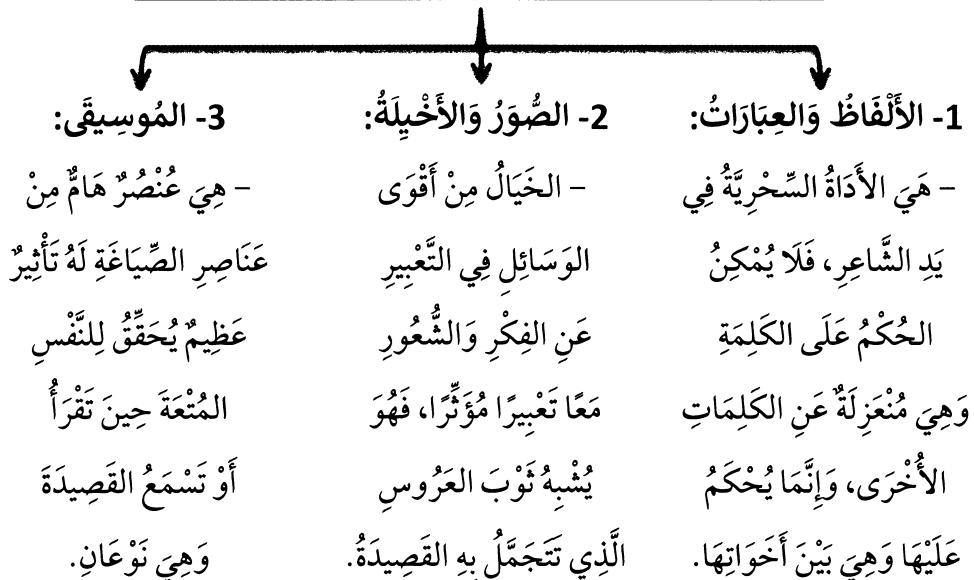 1- الأَلْفَاظُ وَالعِبَارَاتُ:
– هَيَ الأَدَاةُ السِّحْرِيَّةُ فِي
يَدِ الشَّاعِرِ، فَلَا يُمْكِنُ
الحُكْمُ عَلَى الكَلِمَةِ
وَهِيَ مُنْعَزِلَةٌ عَنِ الكَلِمَاتِ
الأُخْرَى، وَإِنَّمَا يُحْكَمُ
عَلَيْهَا وَهِيَ بَيْنَ أَخَوَاتِهَا.
2- الصُّوَرُ وَالأَخْيِلَةُ:
– الخَيَالُ مِنْ أَقْوَى
الوَسَائِلِ فِي التَّعْبِيرِ
عَنِ الفِكْرِ وَالشُّعُورِ
مَعًا تَعْبِيرًا مُؤَثِّرًا، فَهُوَ
يُشْبِهُ ثَوْبَ العَرُوسِ
الَّذِي تَتَجَمَّلُ بِهِ القَصِيدَةُ.
3- المُوسِيقَى:
– هِيَ عُنْصُرٌ هَامٌّ مِنْ
عَنَاصِرِ الصِّيَاغَةِ لَهُ تَأْثِيرٌ
عَظِيمٌ يُحَقِّقُ لِلنَّفْسِ
المُتْعَةَ حِينَ تَقْرَأُ
أَوْ تَسْمَعُ القَصِيدَةَ
وَهِيَ نَوْعَانِ.